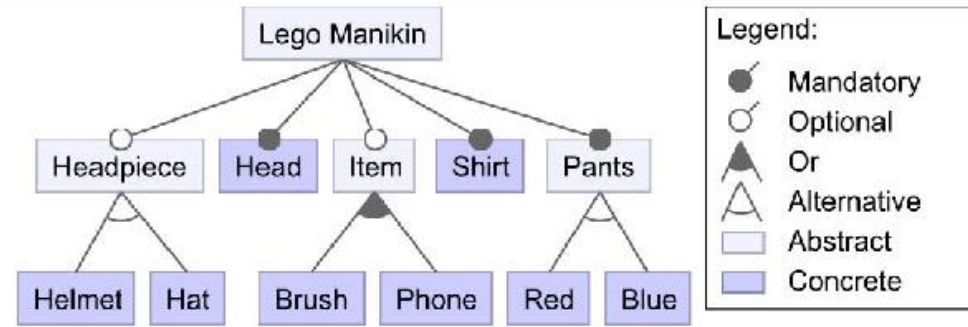 Lego Manikin
Headpiece
Head
Item
Shirt
Pants
Helmet
Hat
Brush
Phone
Red
Blue
Legend:
Mandatory
Optional
Or
Alternative
Abstract
Concrete